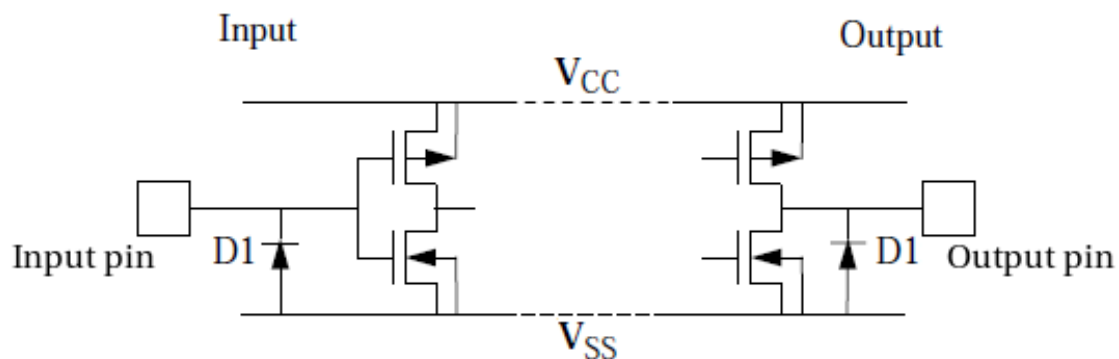 Input
Output
VCC
D1
Input pin
D1
Output pin
VSS